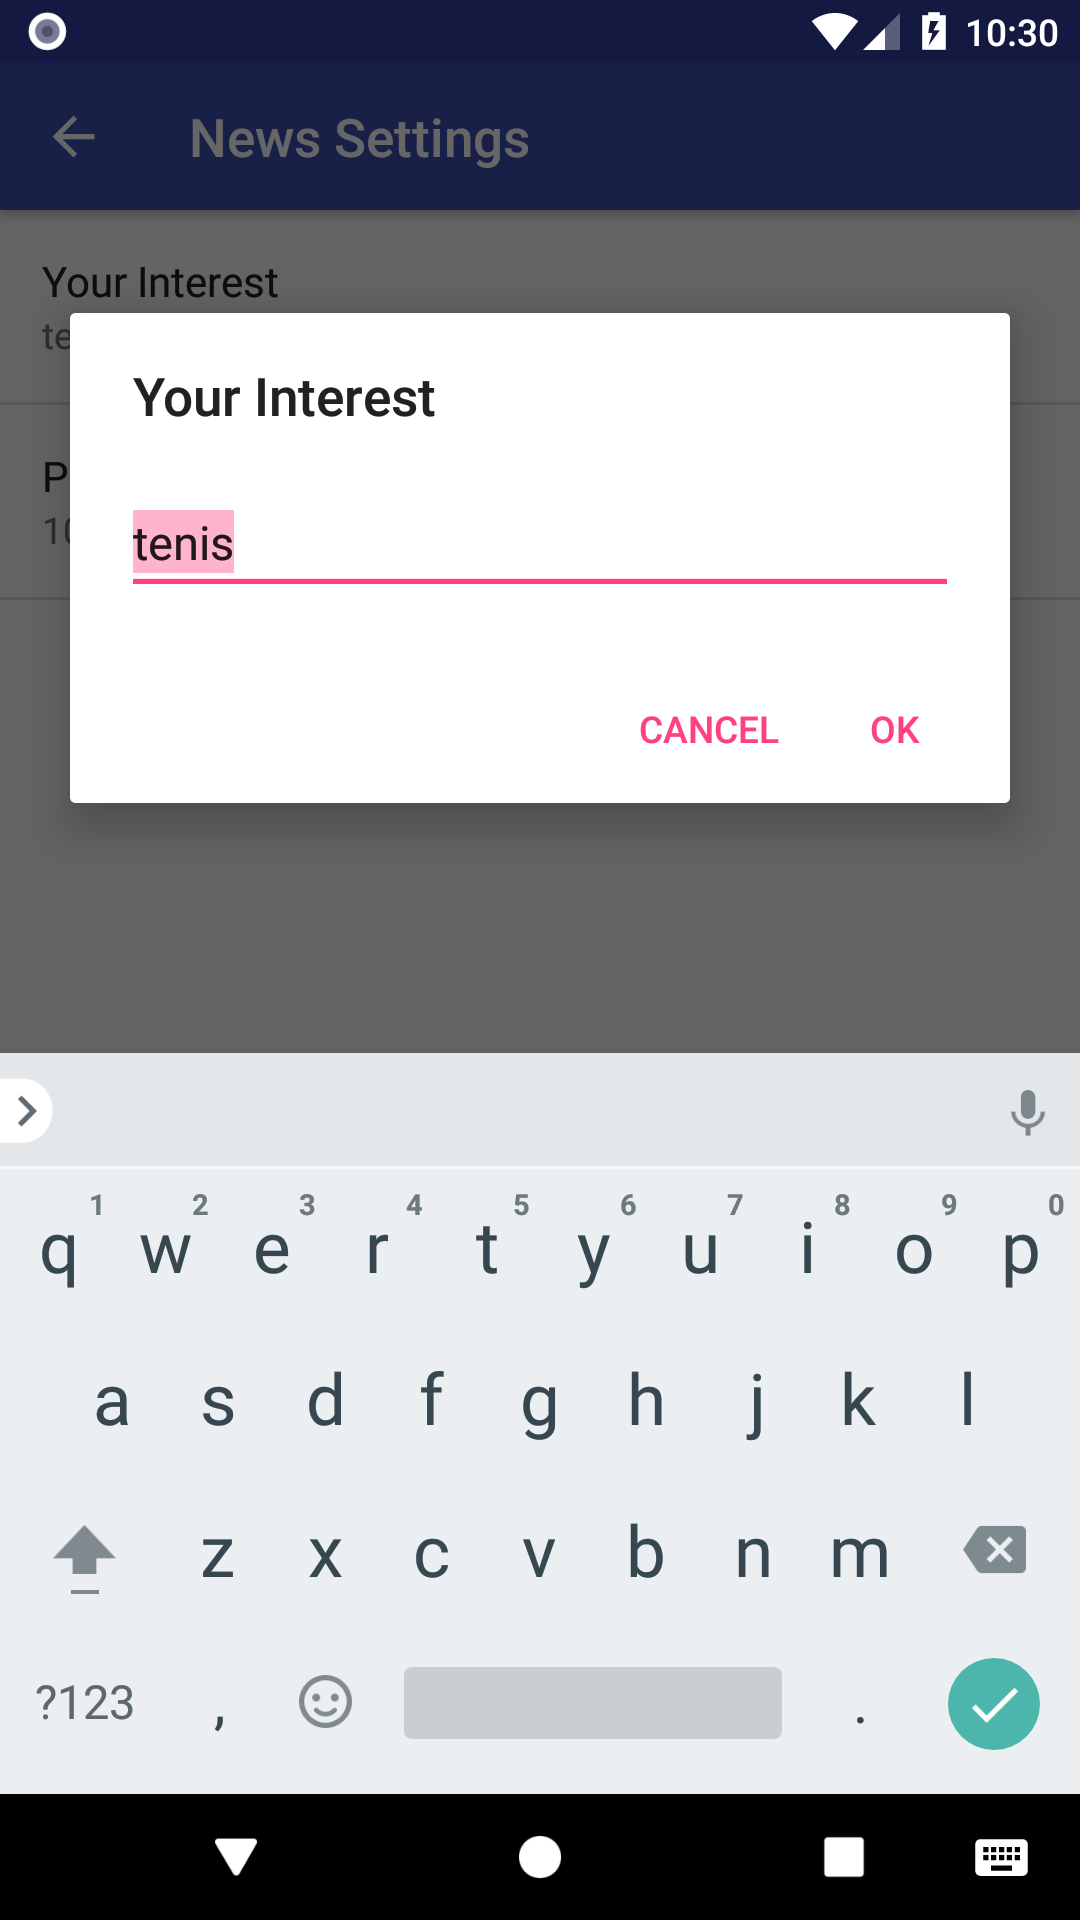 10:30
News Settings
Your Interest
te
P
10
Your Interest
tenis
CANCEL OK
1 2 3 4 5 6 7 8 9 0
q w e r t y u i o p
a s d f g h j k l
z x c v b n m
?123 , .